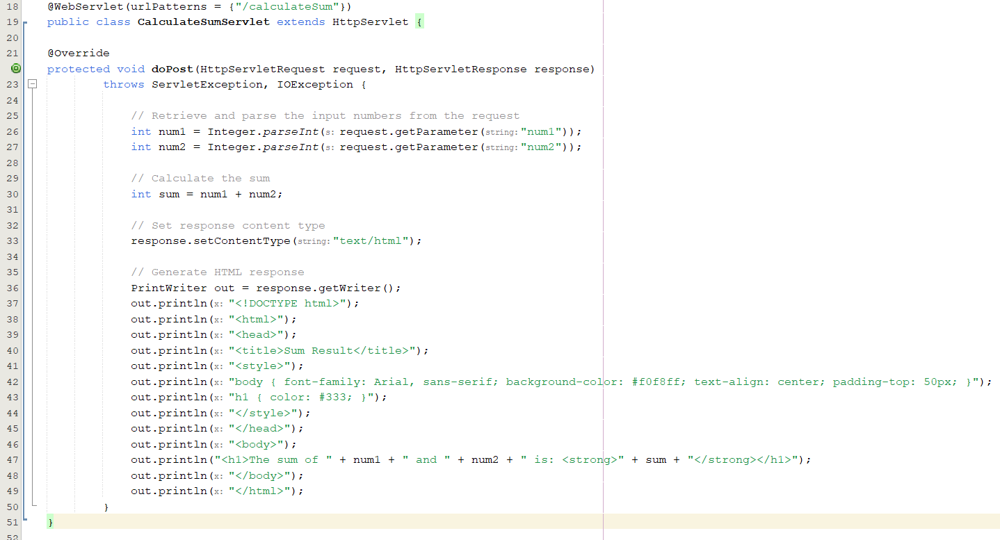 18 @WebServlet(urlPatterns = {"/calculateSum"})
19 public class CalculateSumServlet extends HttpServlet {
20
21 @Override
protected void doPost(HttpServletRequest request, HttpServletResponse response)
23 throws ServletException, IOException {
24
25 // Retrieve and parse the input numbers from the request
26 int num1 = Integer.parseInt(s: request.getParameter(string: "num1"));
27 int num2 = Integer.parseInt(s: request.getParameter(string: "num2"));
28
29 // Calculate the sum
30 int sum = num1 + num2;
31
32 // Set response content type
33 response.setContentType(string: "text/html");
34
35 // Generate HTML response
36 PrintWriter out = response.getWriter();
37 out.println(x: "<!DOCTYPE html>");
38 out.println(x: "<html>");
39 out.println(x: "<head>");
40 out.println(x: "<title>Sum Result</title>");
41 out.println(x: "<style>");
42 out.println(x: "body { font-family: Arial, sans-serif; background-color: #f0f8ff; text-align: center; padding-top: 50px; }");
43 out.println(x: "h1 { color: #333; }");
44 out.println(x: "</style>");
45 out.println(x: "</head>");
46 out.println(x: "<body>");
47 out.println("<h1>The sum of " + num1 + " and " + num2 + " is: <strong>" + sum + "</strong></h1>");
48 out.println(x: "</body>");
49 out.println(x: "</html>");
50 }
51 }
52